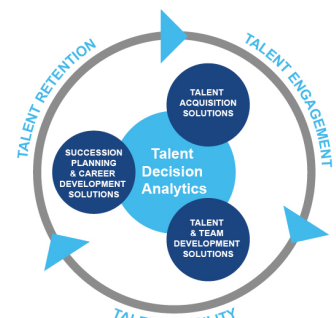 TALENT RETENTION
TALENT ENGAGEMENT
TALENT
ACQUISITION
SOLUTIONS
SUCCESSION
PLANNING
& CAREER
DEVELOPMENT
SOLUTIONS
Talent
Decision
Analytics
TALENT
& TEAM
DEVELOPMENT
SOLUTIONS